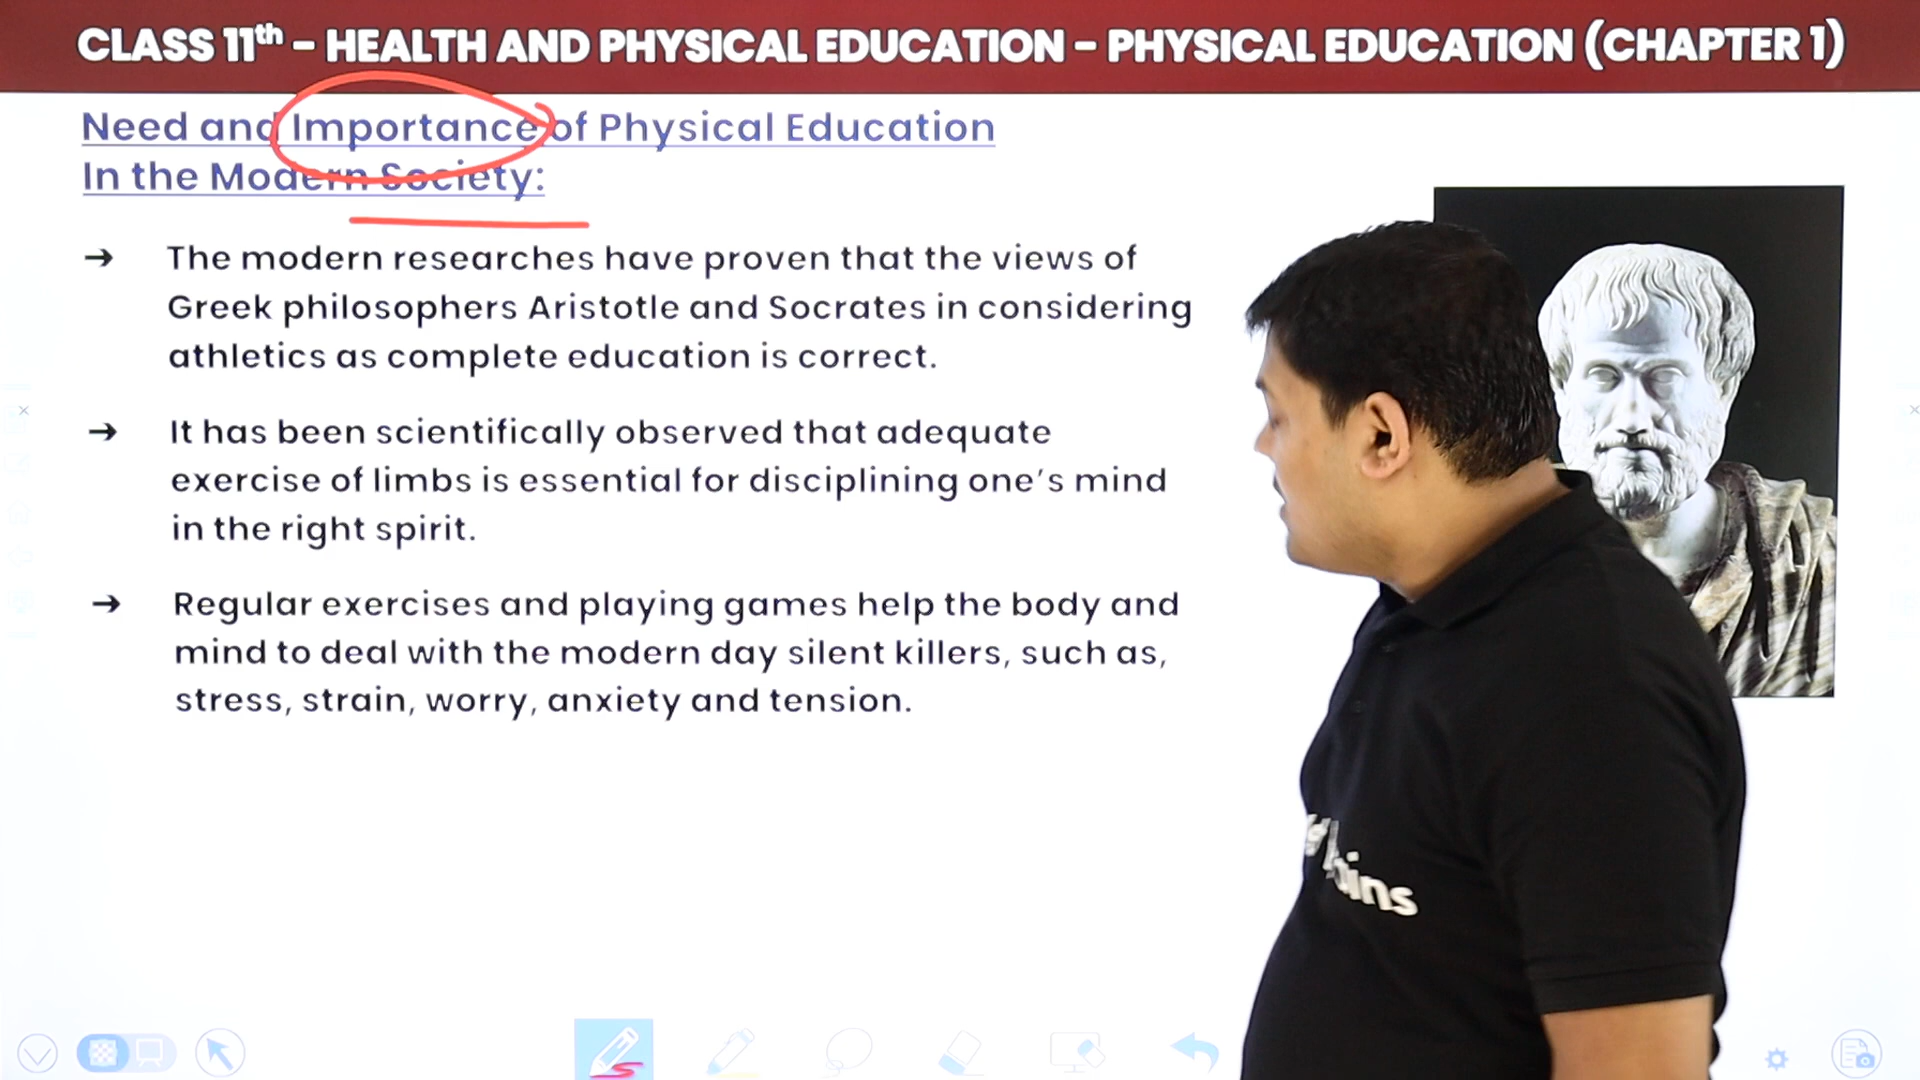 CLASS 11th – HEALTH AND PHYSICAL EDUCATION – PHYSICAL EDUCATION (CHAPTER 1)
Need and Importance of Physical Education
In the Modern Society:
→ The modern researches have proven that the views of
Greek philosophers Aristotle and Socrates in considering
athletics as complete education is correct.
→ It has been scientifically observed that adequate
exercise of limbs is essential for disciplining one's mind
in the right spirit.
→ Regular exercises and playing games help the body and
mind to deal with the modern day silent killers, such as,
stress, strain, worry, anxiety and tension.